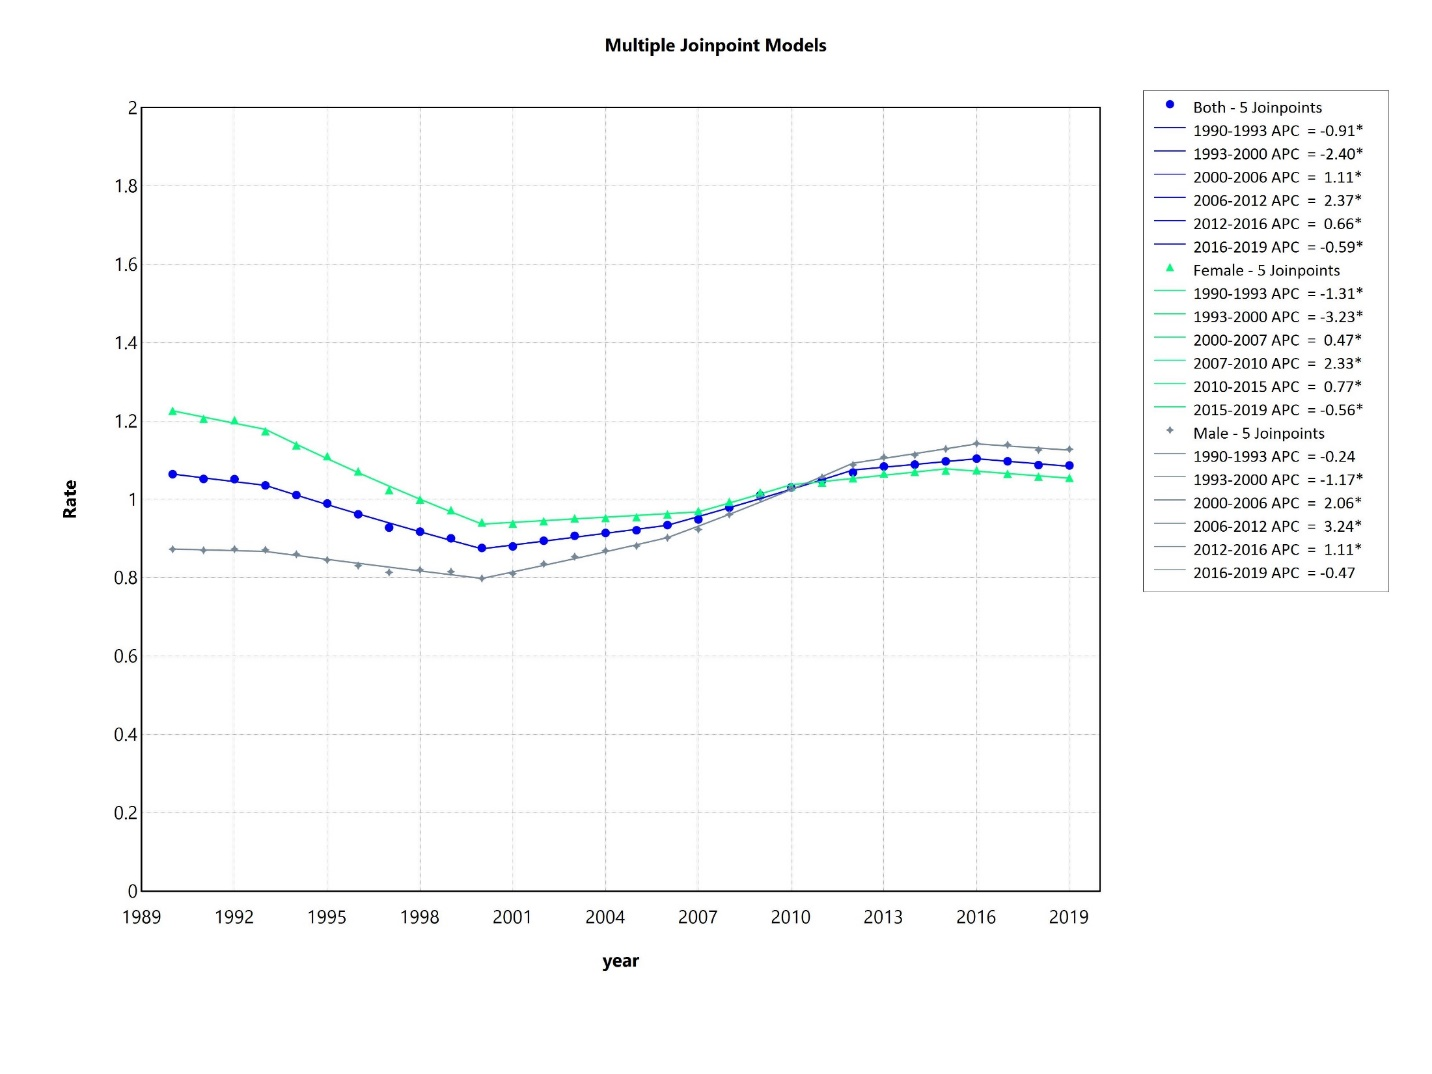 Multiple Joinpoint Models
2
1.8
1.6
1.4
1.2
1
0.8
0.6
0.4
0.2
0
Rate
1989 1992 1995 1998 2001 2004 2007 2010 2013 2016 2019
year
Both - 5 Joinpoints
1990-1993 APC = -0.91*
1993-2000 APC = -2.40*
2000-2006 APC = 1.11*
2006-2012 APC = 2.37*
2012-2016 APC = 0.66*
2016-2019 APC = -0.59*
Female - 5 Joinpoints
1990-1993 APC = -1.31*
1993-2000 APC = -3.23*
2000-2007 APC = 0.47*
2007-2010 APC = 2.33*
2010-2015 APC = 0.77*
2015-2019 APC = -0.56*
Male - 5 Joinpoints
1990-1993 APC = -0.24
1993-2000 APC = -1.17*
2000-2006 APC = 2.06*
2006-2012 APC = 3.24*
2012-2016 APC = 1.11*
2016-2019 APC = -0.47